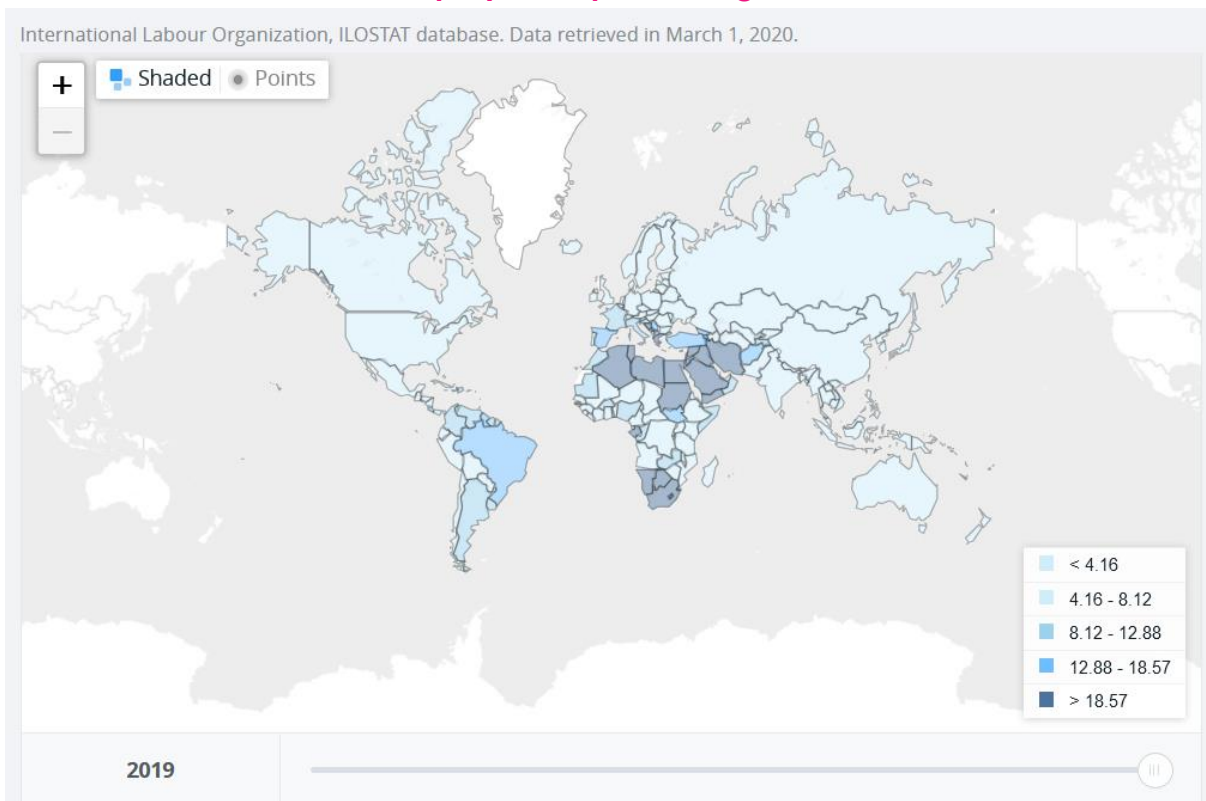 International Labour Organization, ILOSTAT database. Data retrieved in March 1, 2020.
+
Shaded
Points
−
< 4.16
4.16 - 8.12
8.12 - 12.88
12.88 - 18.57
> 18.57
2019